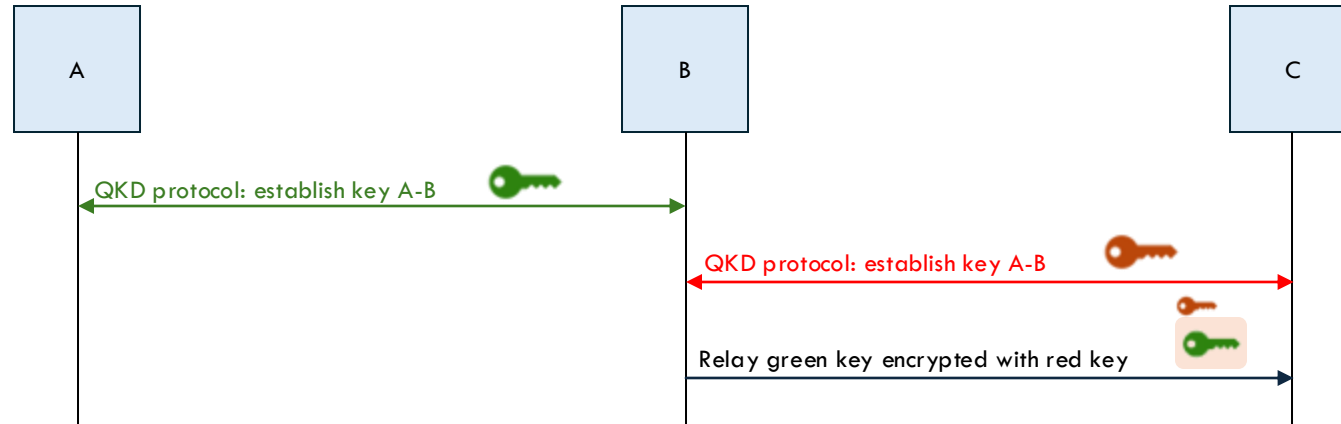 A
B
C
QKD protocol: establish key A-B
QKD protocol: establish key A-B
Relay green key encrypted with red key